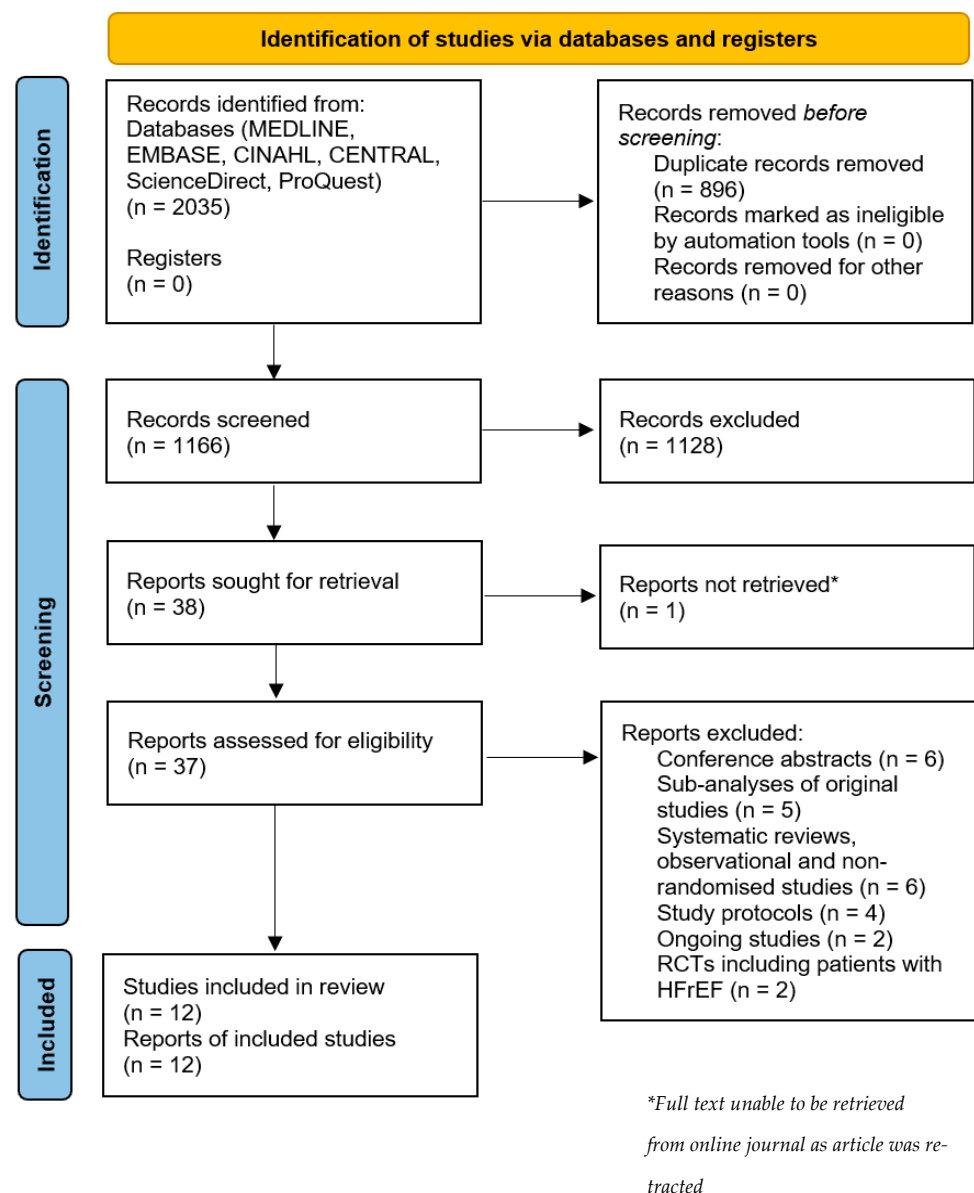 Identification of studies via databases and registers
Identification
Records identified from:
Databases (MEDLINE,
EMBASE, CINAHL, CENTRAL,
ScienceDirect, ProQuest)
(n = 2035)
Registers
(n = 0)
Records removed before
screening:
Duplicate records removed
(n = 896)
Records marked as ineligible
by automation tools (n = 0)
Records removed for other
reasons (n = 0)
Screening
Records screened
(n = 1166)
Records excluded
(n = 1128)
Reports sought for retrieval
(n = 38)
Reports not retrieved*
(n = 1)
Reports assessed for eligibility
(n = 37)
Reports excluded:
Conference abstracts (n = 6)
Sub-analyses of original
studies (n = 5)
Systematic reviews,
observational and non-
randomised studies (n = 6)
Study protocols (n = 4)
Ongoing studies (n = 2)
RCTs including patients with
HFrEF (n = 2)
Included
Studies included in review
(n = 12)
Reports of included studies
(n = 12)
*Full text unable to be retrieved
from online journal as article was re-
tracted